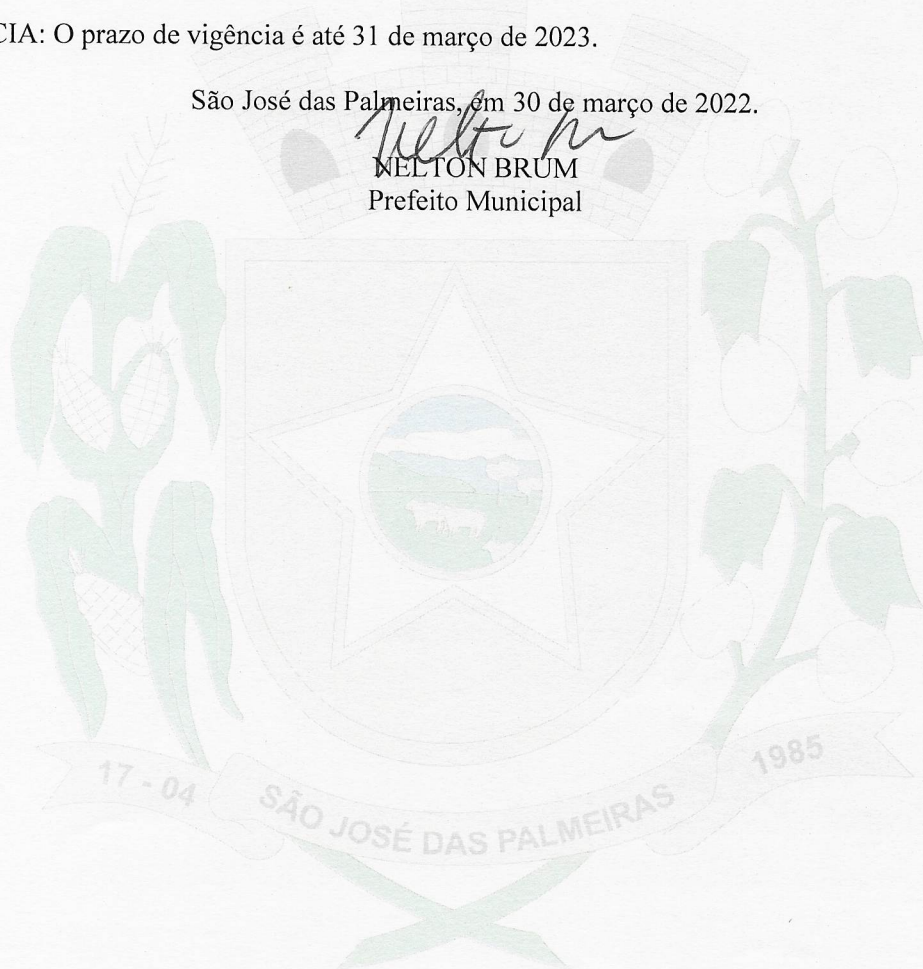 CIA: O prazo de vigência é até 31 de março de 2023.
São José das Palmeiras, em 30 de março de 2022.
NELTON BRUM
Prefeito Municipal
17 - 04 SÃO JOSÉ DAS PALMEIRAS 1985